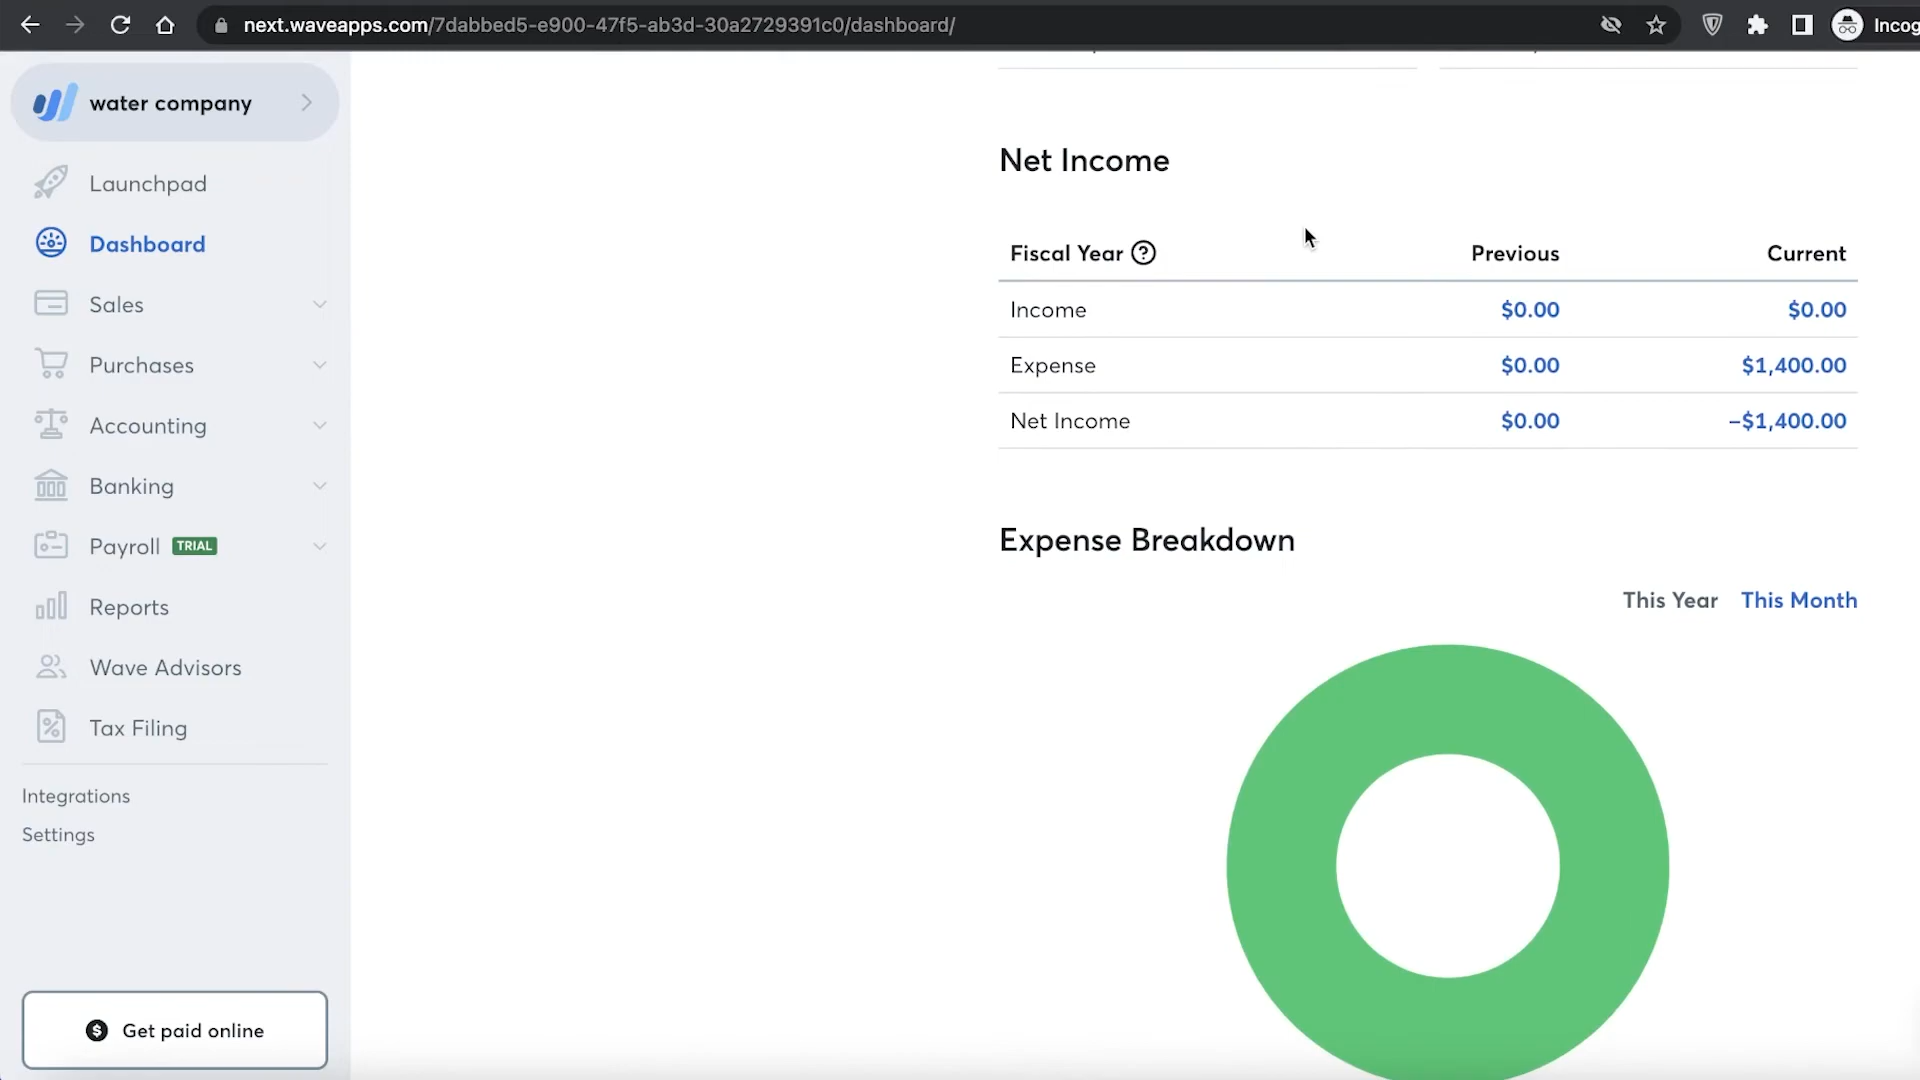 next.waveapps.com/7dabbed5-e900-47f5-ab3d-30a2729391c0/dashboard/
water company
Launchpad
Dashboard
Sales
Purchases
Accounting
Banking
Payroll TRIAL
Reports
Wave Advisors
Tax Filing
Integrations
Settings
Get paid online
Net Income
Fiscal Year ? Previous Current
Income $0.00 $0.00
Expense $0.00 $1,400.00
Net Income $0.00 –$1,400.00
Expense Breakdown
This Year This Month